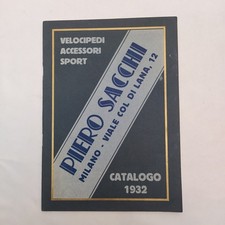 VELOCIPEDI
ACCESSORI
SPORT
PIERO SACCHI
MILANO - VIALE COL DI LANA, 12
CATALOGO
1932